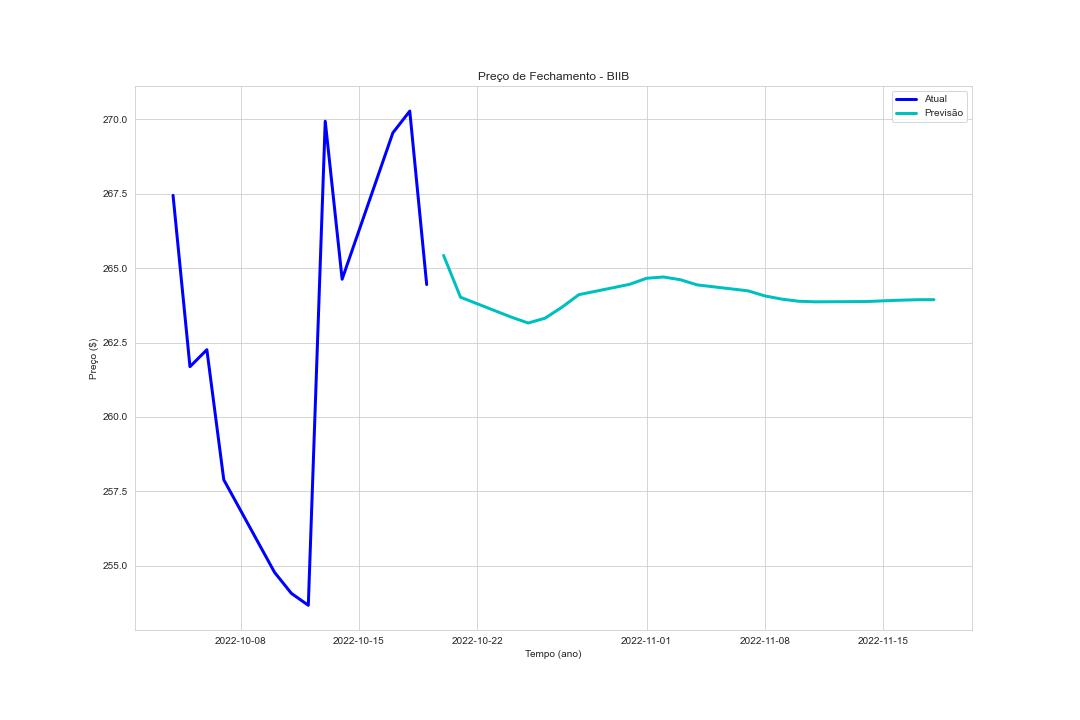 Preço de Fechamento - BIIB
Atual
Previsão
270.0
267.5
265.0
262.5
260.0
257.5
255.0
Preço ($)
2022-10-08
2022-10-15
2022-10-22
2022-11-01
2022-11-08
2022-11-15
Tempo (ano)